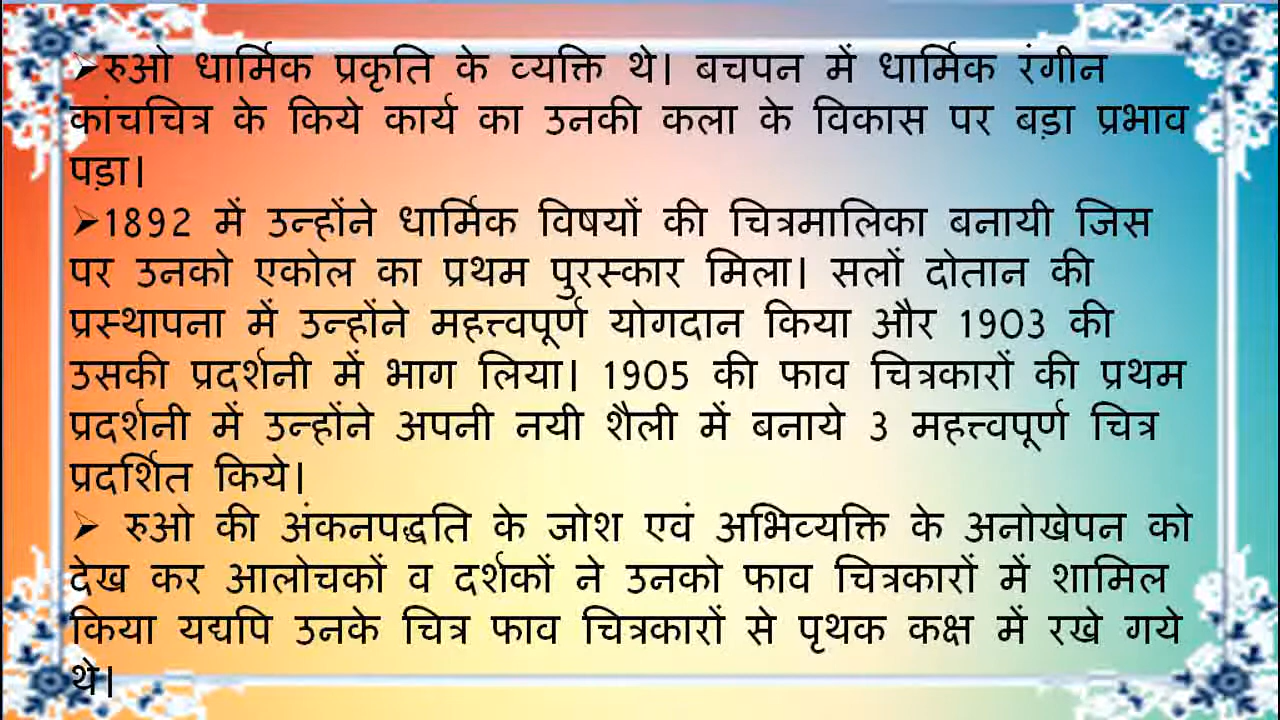 ➢रुओ धार्मिक प्रकृति के व्यक्ति थे। बचपन में धार्मिक रंगीन
कांचचित्र के किये कार्य का उनकी कला के विकास पर बड़ा प्रभाव
पड़ा।
➢1892 में उन्होंने धार्मिक विषयों की चित्रमालिका बनायी जिस
पर उनको एकोल का प्रथम पुरस्कार मिला। सलों दोतान की
प्रस्थापना में उन्होंने महत्त्वपूर्ण योगदान किया और 1903 की
उसकी प्रदर्शनी में भाग लिया। 1905 की फाव चित्रकारों की प्रथम
प्रदर्शनी में उन्होंने अपनी नयी शैली में बनाये 3 महत्त्वपूर्ण चित्र
प्रदर्शित किये।
➢ रुओ की अंकनपद्धति के जोश एवं अभिव्यक्ति के अनोखेपन को
देख कर आलोचकों व दर्शकों ने उनको फाव चित्रकारों में शामिल
किया यद्यपि उनके चित्र फाव चित्रकारों से पृथक कक्ष में रखे गये
थे।